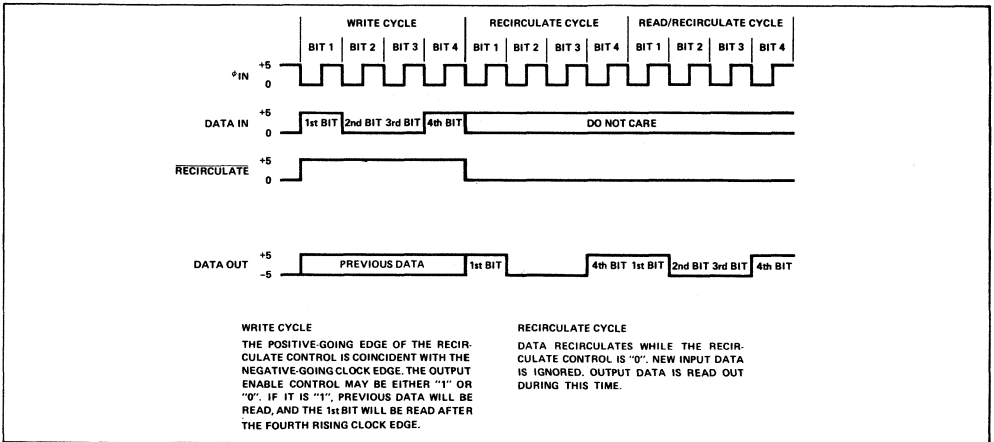 WRITE CYCLE RECIRCULATE CYCLE READ/RECIRCULATE CYCLE
BIT 1 BIT 2 BIT 3 BIT 4 BIT 1 BIT 2 BIT 3 BIT 4 BIT 1 BIT 2 BIT 3 BIT 4
+5
ϕIN
0
+5
DATA IN 1st BIT 2nd BIT 3rd BIT 4th BIT DO NOT CARE
0
+5
RECIRCULATE
0
+5
DATA OUT PREVIOUS DATA 1st BIT 4th BIT 1st BIT 2nd BIT 3rd BIT 4th BIT
−5
WRITE CYCLE
THE POSITIVE-GOING EDGE OF THE RECIR-
CULATE CONTROL IS COINCIDENT WITH THE
NEGATIVE-GOING CLOCK EDGE. THE OUTPUT
ENABLE CONTROL MAY BE EITHER "1" OR
"0". IF IT IS "1", PREVIOUS DATA WILL BE
READ, AND THE 1st BIT WILL BE READ AFTER
THE FOURTH RISING CLOCK EDGE.
RECIRCULATE CYCLE
DATA RECIRCULATES WHILE THE RECIR-
CULATE CONTROL IS "0". NEW INPUT DATA
IS IGNORED. OUTPUT DATA IS READ OUT
DURING THIS TIME.